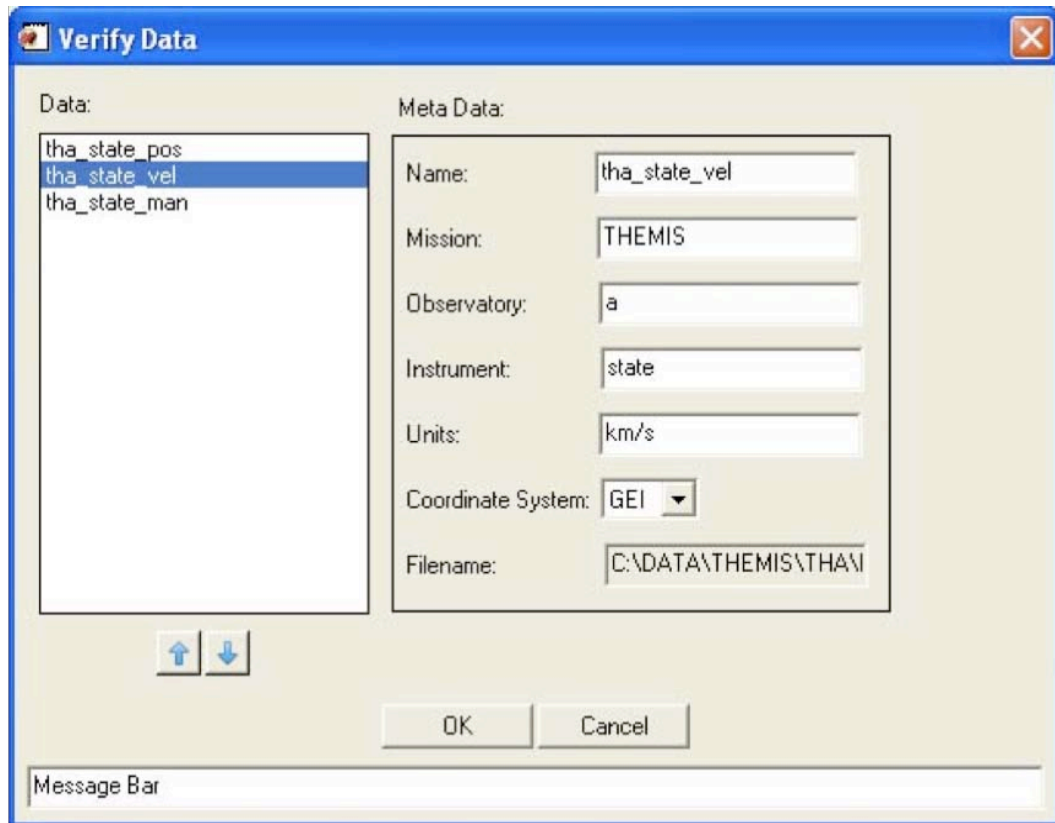 Verify Data
Data:
tha_state_pos
tha_state_vel
tha_state_man
Meta Data:
Name: tha_state_vel
Mission: THEMIS
Observatory: a
Instrument: state
Units: km/s
Coordinate System: GEI
Filename: C:\DATA\THEMIS\THA\
OK Cancel
Message Bar